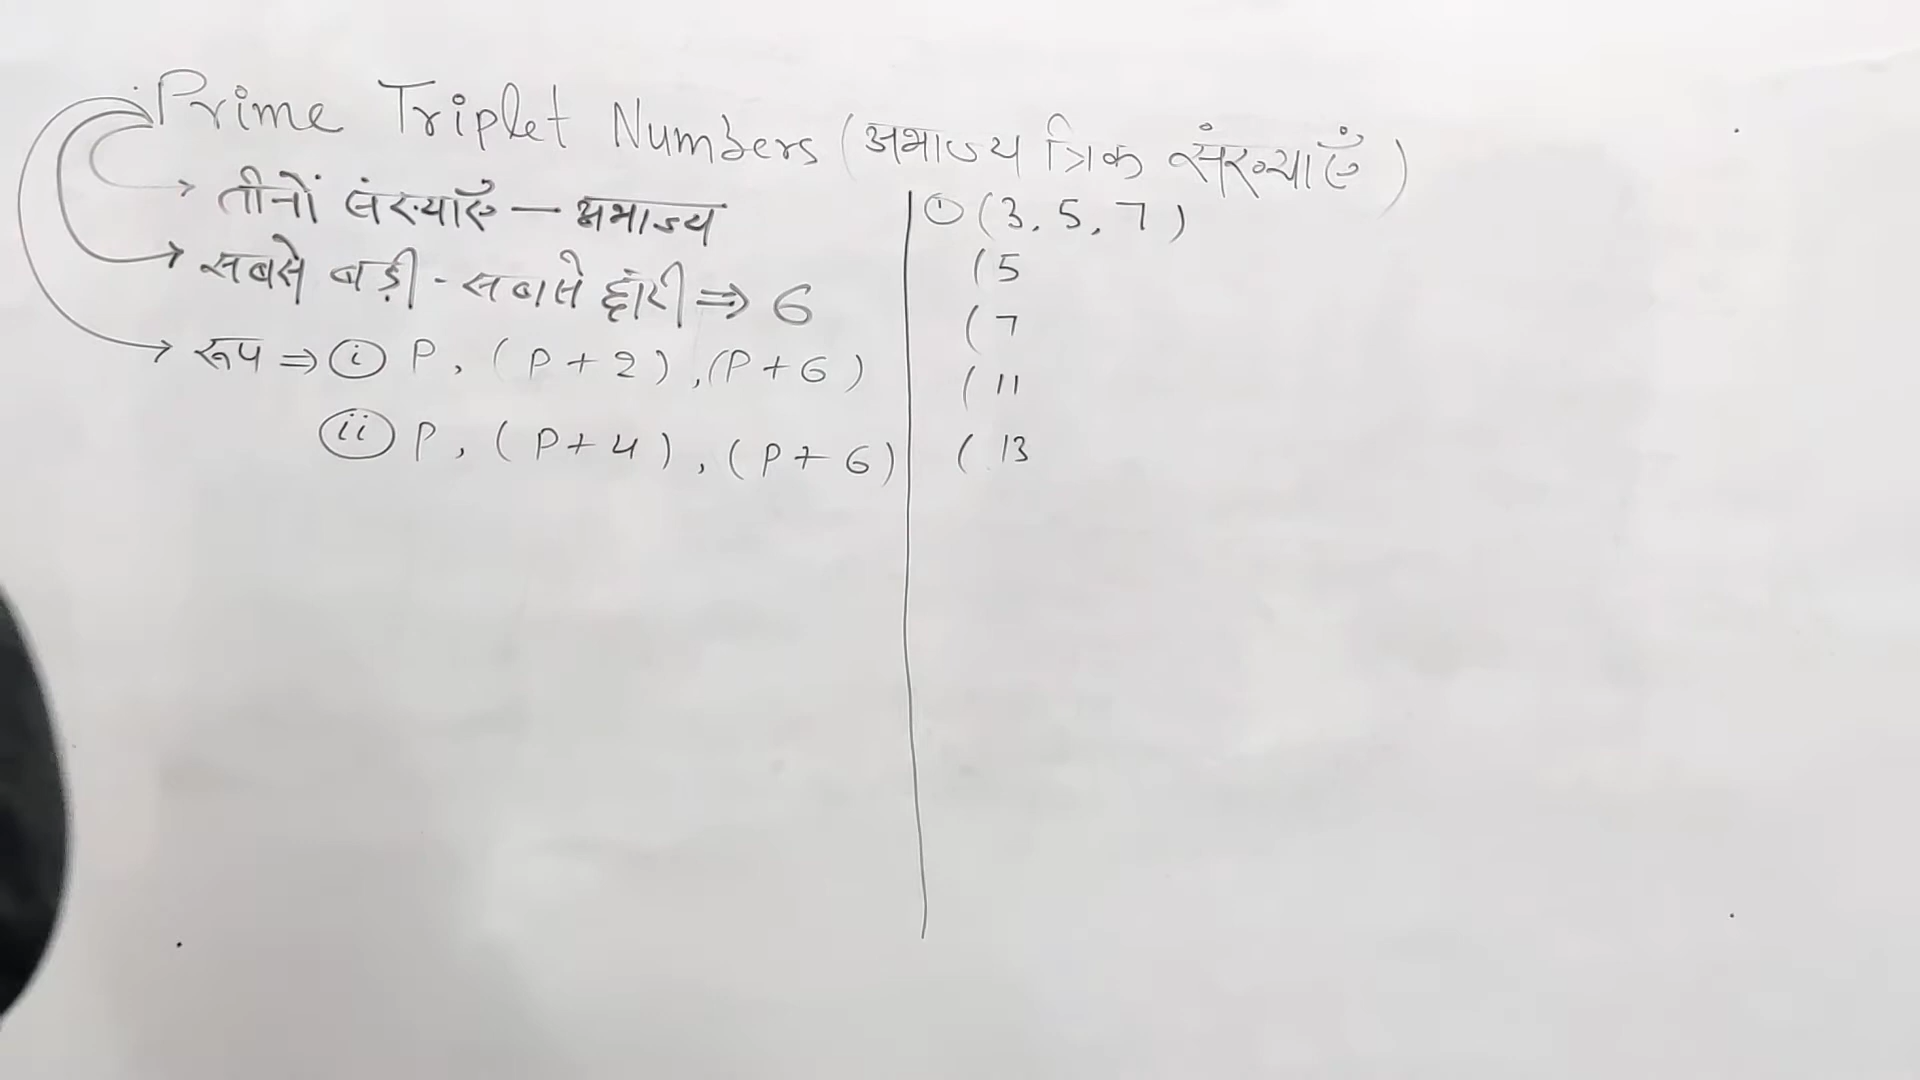 Prime Triplet Numbers (अभाज्य त्रिक संख्याएँ)
तीनों संख्याएँ — अभाज्य
सबसे बड़ी - सबसे छोटी ⇒ 6
रूप ⇒ (i) P, (P+2), (P+6)
(ii) P, (P+4), (P+6)
① (3, 5, 7)
(5
(7
(11
(13